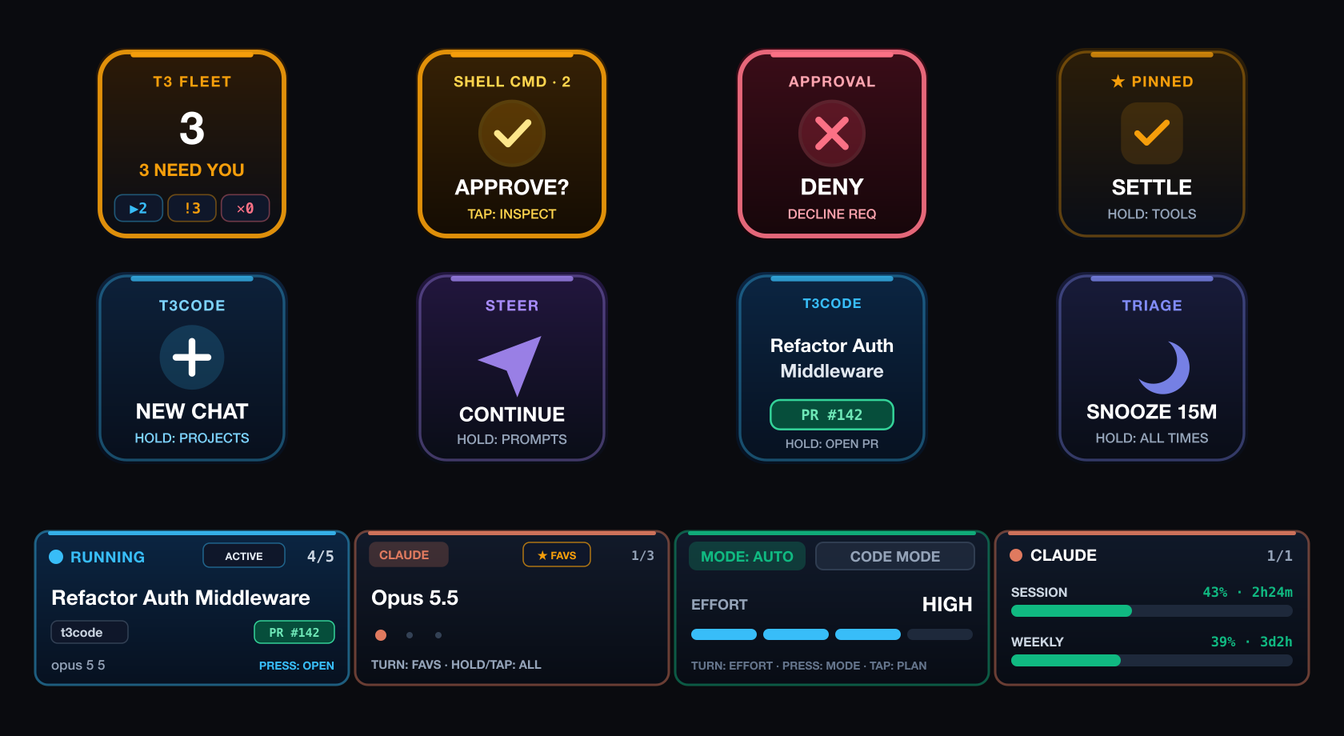 T3 FLEET
3
3 NEED YOU
▶2 !3 ×0
SHELL CMD · 2
APPROVE?
TAP: INSPECT
APPROVAL
DENY
DECLINE REQ
★ PINNED
SETTLE
HOLD: TOOLS
T3CODE
NEW CHAT
HOLD: PROJECTS
STEER
CONTINUE
HOLD: PROMPTS
T3CODE
Refactor Auth
Middleware
PR #142
HOLD: OPEN PR
TRIAGE
SNOOZE 15M
HOLD: ALL TIMES
RUNNING ACTIVE 4/5
Refactor Auth Middleware
t3code PR #142
opus 5 5 PRESS: OPEN
CLAUDE ★ FAVS 1/3
Opus 5.5
TURN: FAVS · HOLD/TAP: ALL
MODE: AUTO CODE MODE
EFFORT HIGH
TURN: EFFORT · PRESS: MODE · TAP: PLAN
CLAUDE 1/1
SESSION 43% · 2h24m
WEEKLY 39% · 3d2h